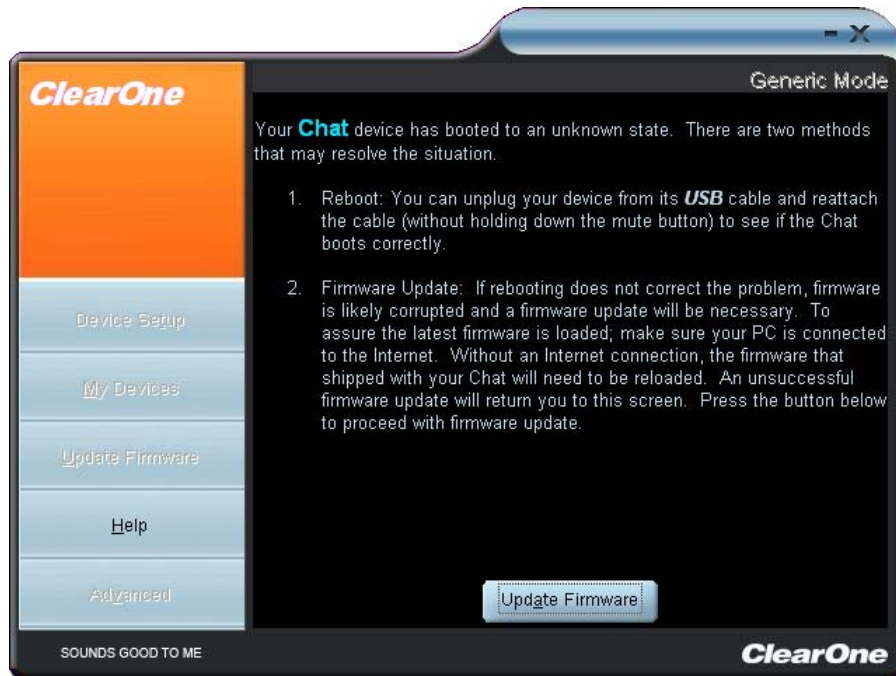 ClearOne
Generic Mode
Your Chat device has booted to an unknown state. There are two methods
that may resolve the situation.
1. Reboot: You can unplug your device from its USB cable and reattach
the cable (without holding down the mute button) to see if the Chat
boots correctly.
2. Firmware Update: If rebooting does not correct the problem, firmware
is likely corrupted and a firmware update will be necessary. To
assure the latest firmware is loaded; make sure your PC is connected
to the Internet. Without an Internet connection, the firmware that
shipped with your Chat will need to be reloaded. An unsuccessful
firmware update will return you to this screen. Press the button below
to proceed with firmware update.
Device Setup
My Devices
Update Firmware
Help
Advanced
Update Firmware
SOUNDS GOOD TO ME
ClearOne